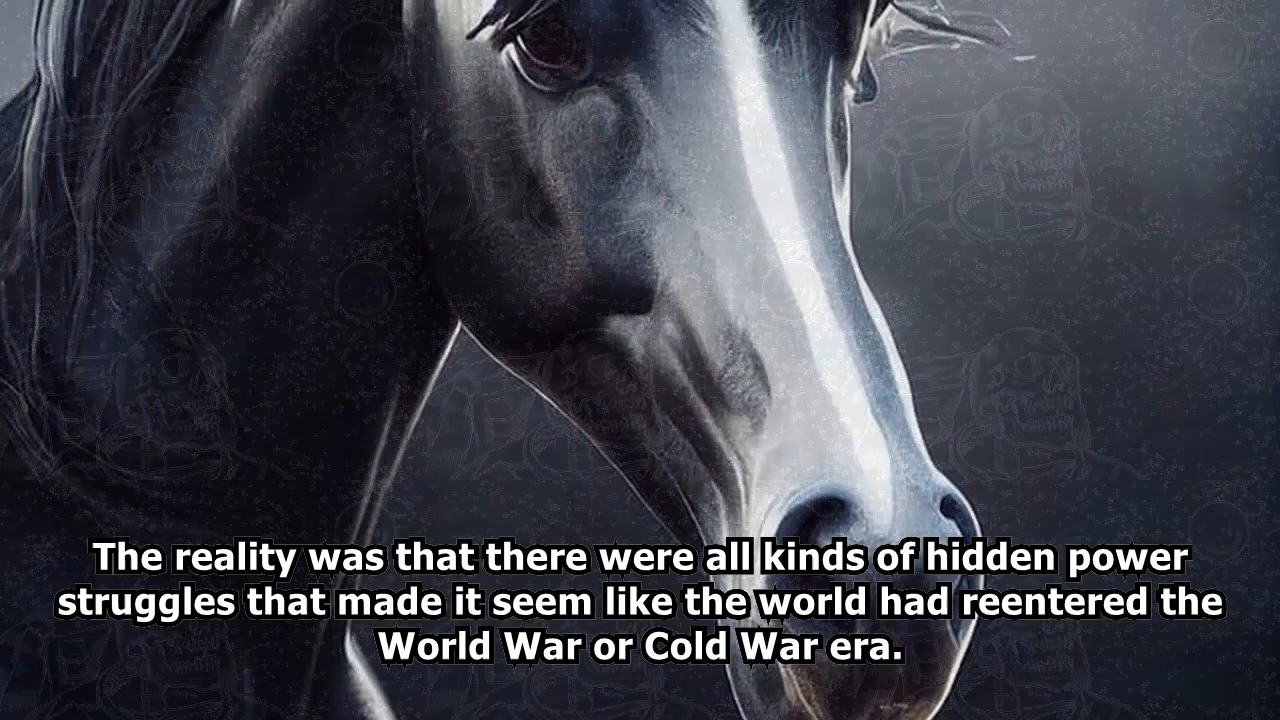 The reality was that there were all kinds of hidden power
struggles that made it seem like the world had reentered the
World War or Cold War era.